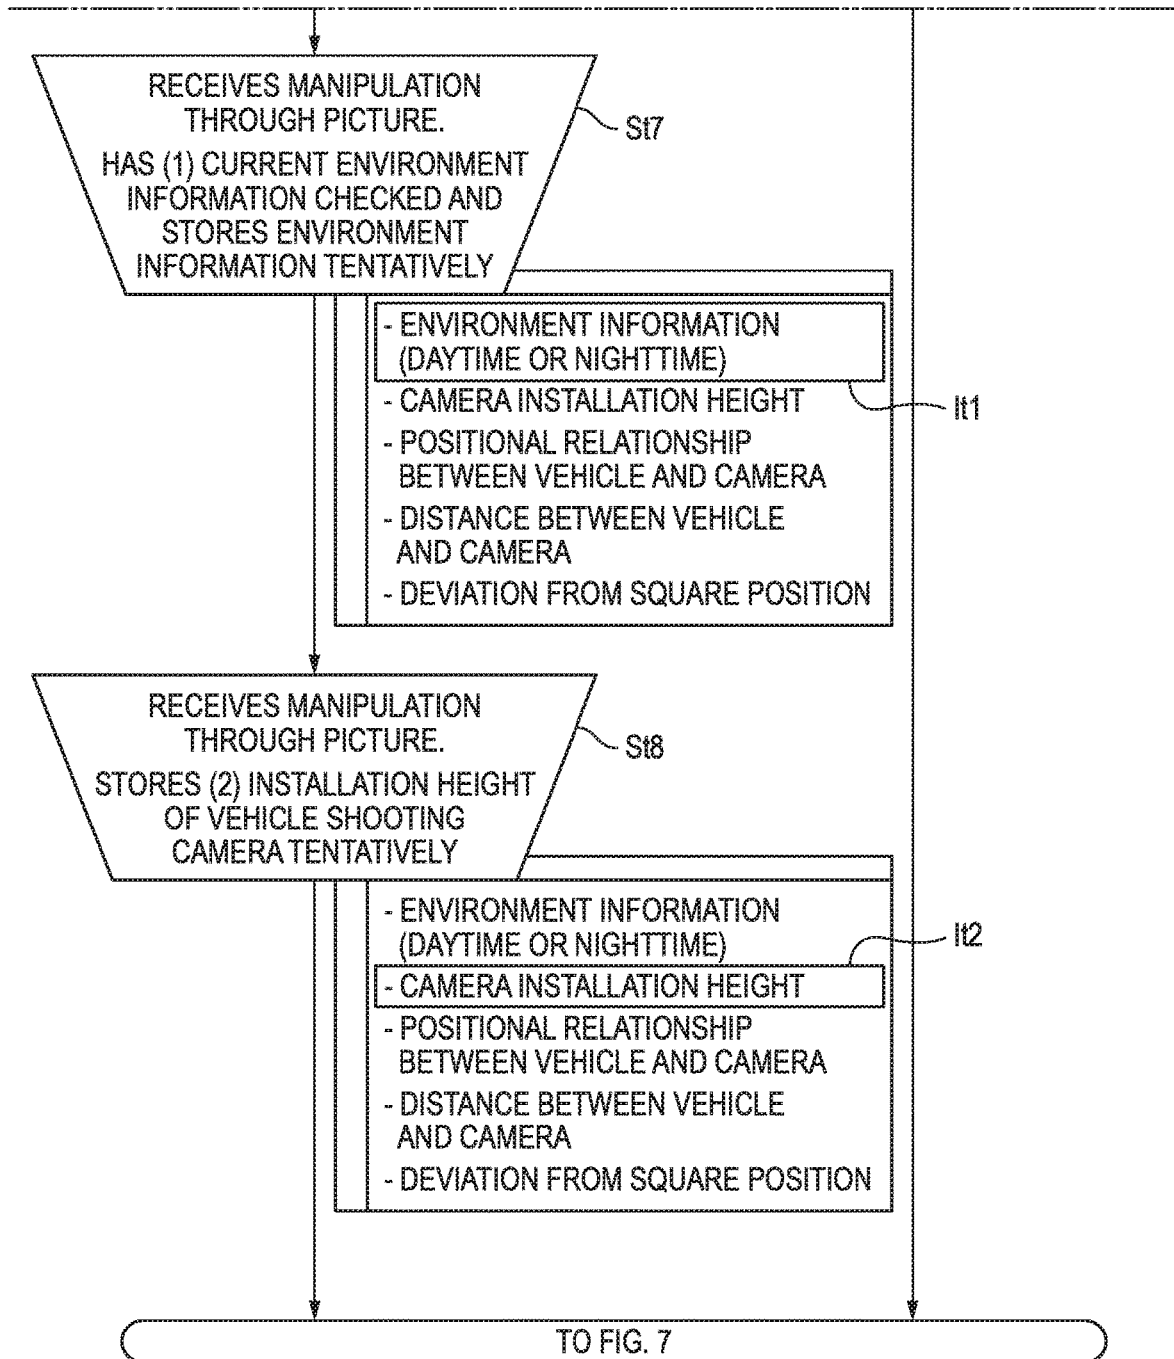 RECEIVES MANIPULATION
THROUGH PICTURE.
HAS (1) CURRENT ENVIRONMENT
INFORMATION CHECKED AND
STORES ENVIRONMENT
INFORMATION TENTATIVELY
St7
- ENVIRONMENT INFORMATION
(DAYTIME OR NIGHTTIME)
It1
- CAMERA INSTALLATION HEIGHT
- POSITIONAL RELATIONSHIP
BETWEEN VEHICLE AND CAMERA
- DISTANCE BETWEEN VEHICLE
AND CAMERA
- DEVIATION FROM SQUARE POSITION
RECEIVES MANIPULATION
THROUGH PICTURE.
STORES (2) INSTALLATION HEIGHT
OF VEHICLE SHOOTING
CAMERA TENTATIVELY
St8
- ENVIRONMENT INFORMATION
(DAYTIME OR NIGHTTIME)
It2
- CAMERA INSTALLATION HEIGHT
- POSITIONAL RELATIONSHIP
BETWEEN VEHICLE AND CAMERA
- DISTANCE BETWEEN VEHICLE
AND CAMERA
- DEVIATION FROM SQUARE POSITION
TO FIG. 7